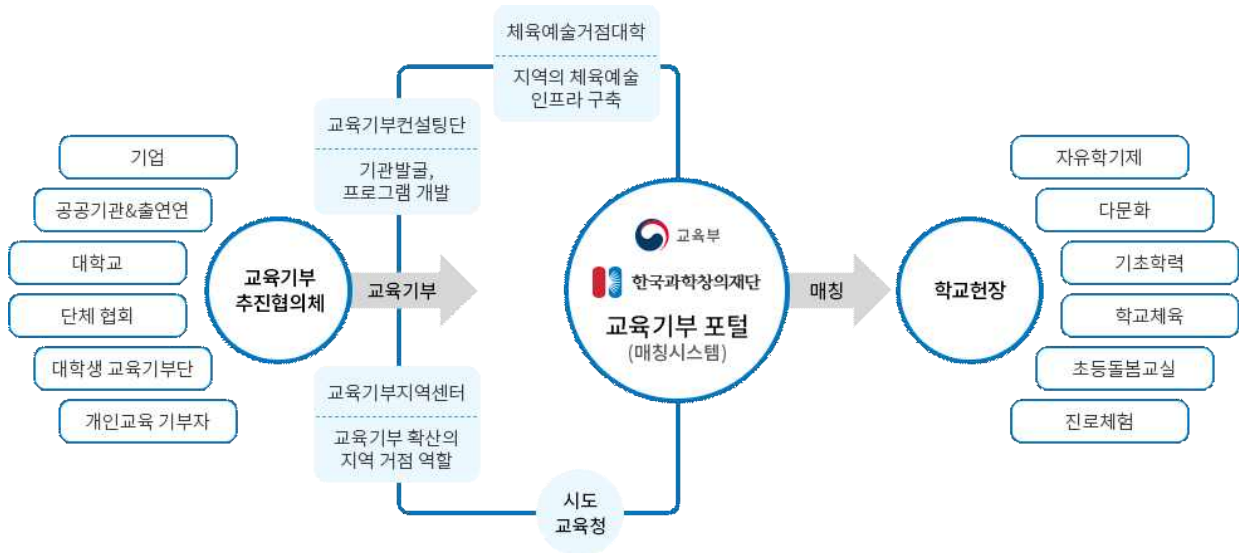 체육예술거점대학
지역의 체육예술
인프라 구축
교육기부컨설팅단
기관발굴,
프로그램 개발
기업
공공기관&출연연
대학교
단체 협회
대학생 교육기부단
개인교육 기부자
교육기부
추진협의체
교육기부
교육기부지역센터
교육기부 확산의
지역 거점 역할
교육부
한국과학창의재단
교육기부 포털
(매칭시스템)
시도
교육청
매칭
학교현장
자유학기제
다문화
기초학력
학교체육
초등돌봄교실
진로체험